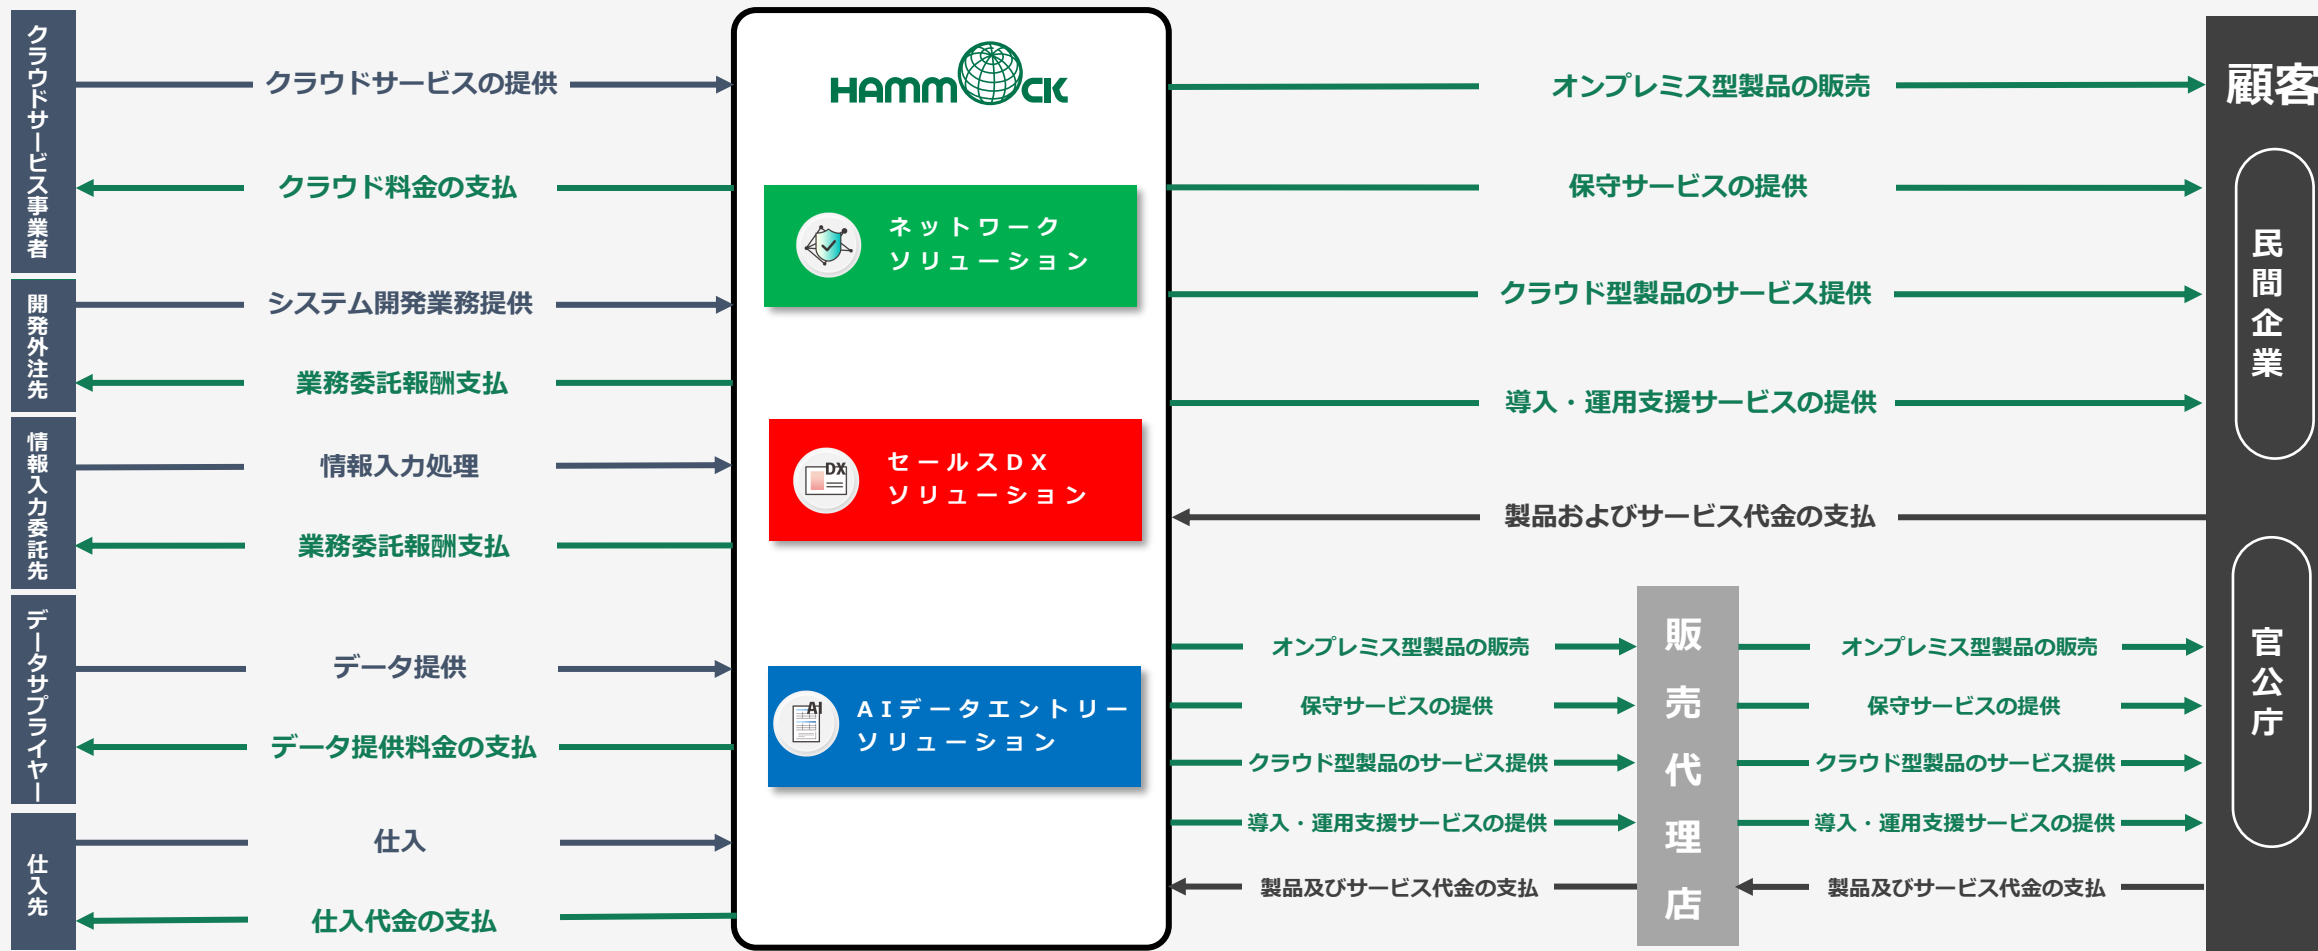 クラウドサービス事業者
クラウドサービスの提供
クラウド料金の支払
開発外注先
システム開発業務提供
業務委託報酬支払
情報入力委託先
情報入力処理
業務委託報酬支払
データサプライヤー
データ提供
データ提供料金の支払
仕入先
仕入
仕入代金の支払
HAMMOCK
ネットワーク
ソリューション
DX
セールスDX
ソリューション
AI
AIデータエントリー
ソリューション
オンプレミス型製品の販売
保守サービスの提供
クラウド型製品のサービス提供
導入・運用支援サービスの提供
製品およびサービス代金の支払
オンプレミス型製品の販売
保守サービスの提供
クラウド型製品のサービス提供
導入・運用支援サービスの提供
製品及びサービス代金の支払
販売代理店
オンプレミス型製品の販売
保守サービスの提供
クラウド型製品のサービス提供
導入・運用支援サービスの提供
製品及びサービス代金の支払
顧客
民間企業
官公庁